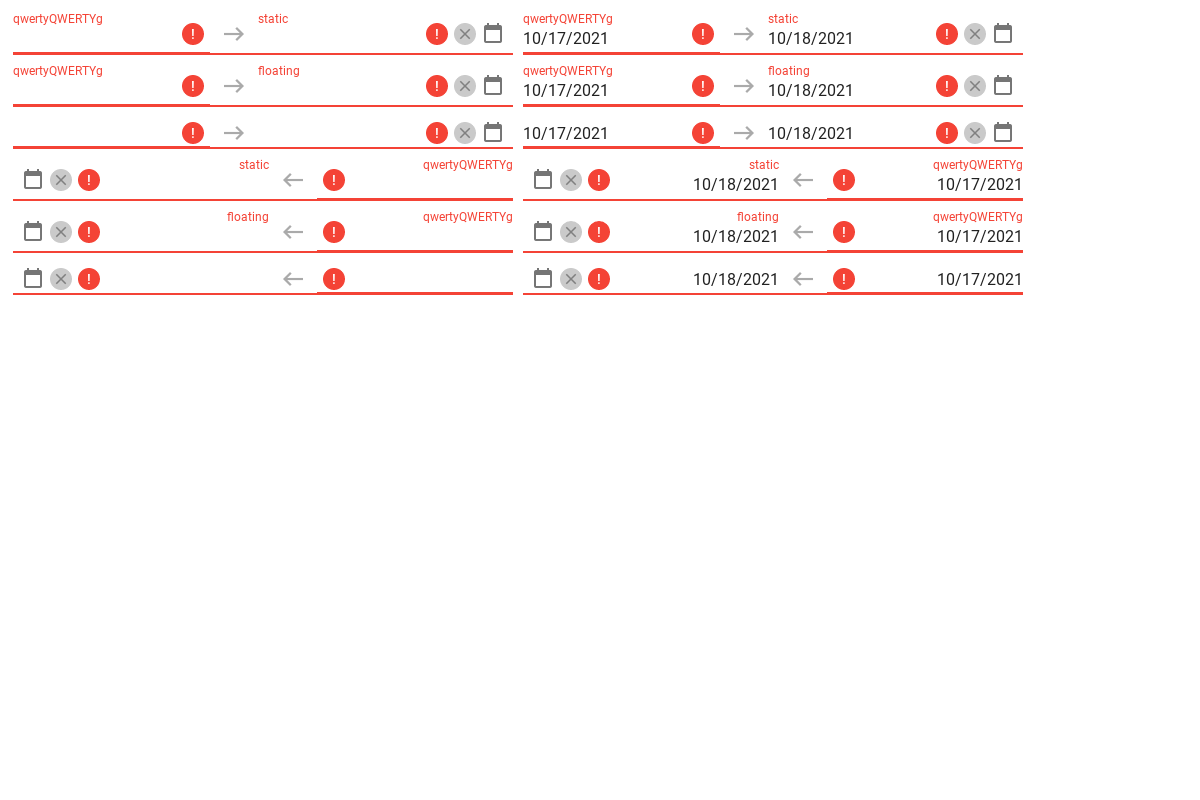 qwertyQWERTYg static qwertyQWERTYg static
10/17/2021 10/18/2021
qwertyQWERTYg floating qwertyQWERTYg floating
10/17/2021 10/18/2021
10/17/2021 10/18/2021
static qwertyQWERTYg static qwertyQWERTYg
10/18/2021 10/17/2021
floating qwertyQWERTYg floating qwertyQWERTYg
10/18/2021 10/17/2021
10/18/2021 10/17/2021